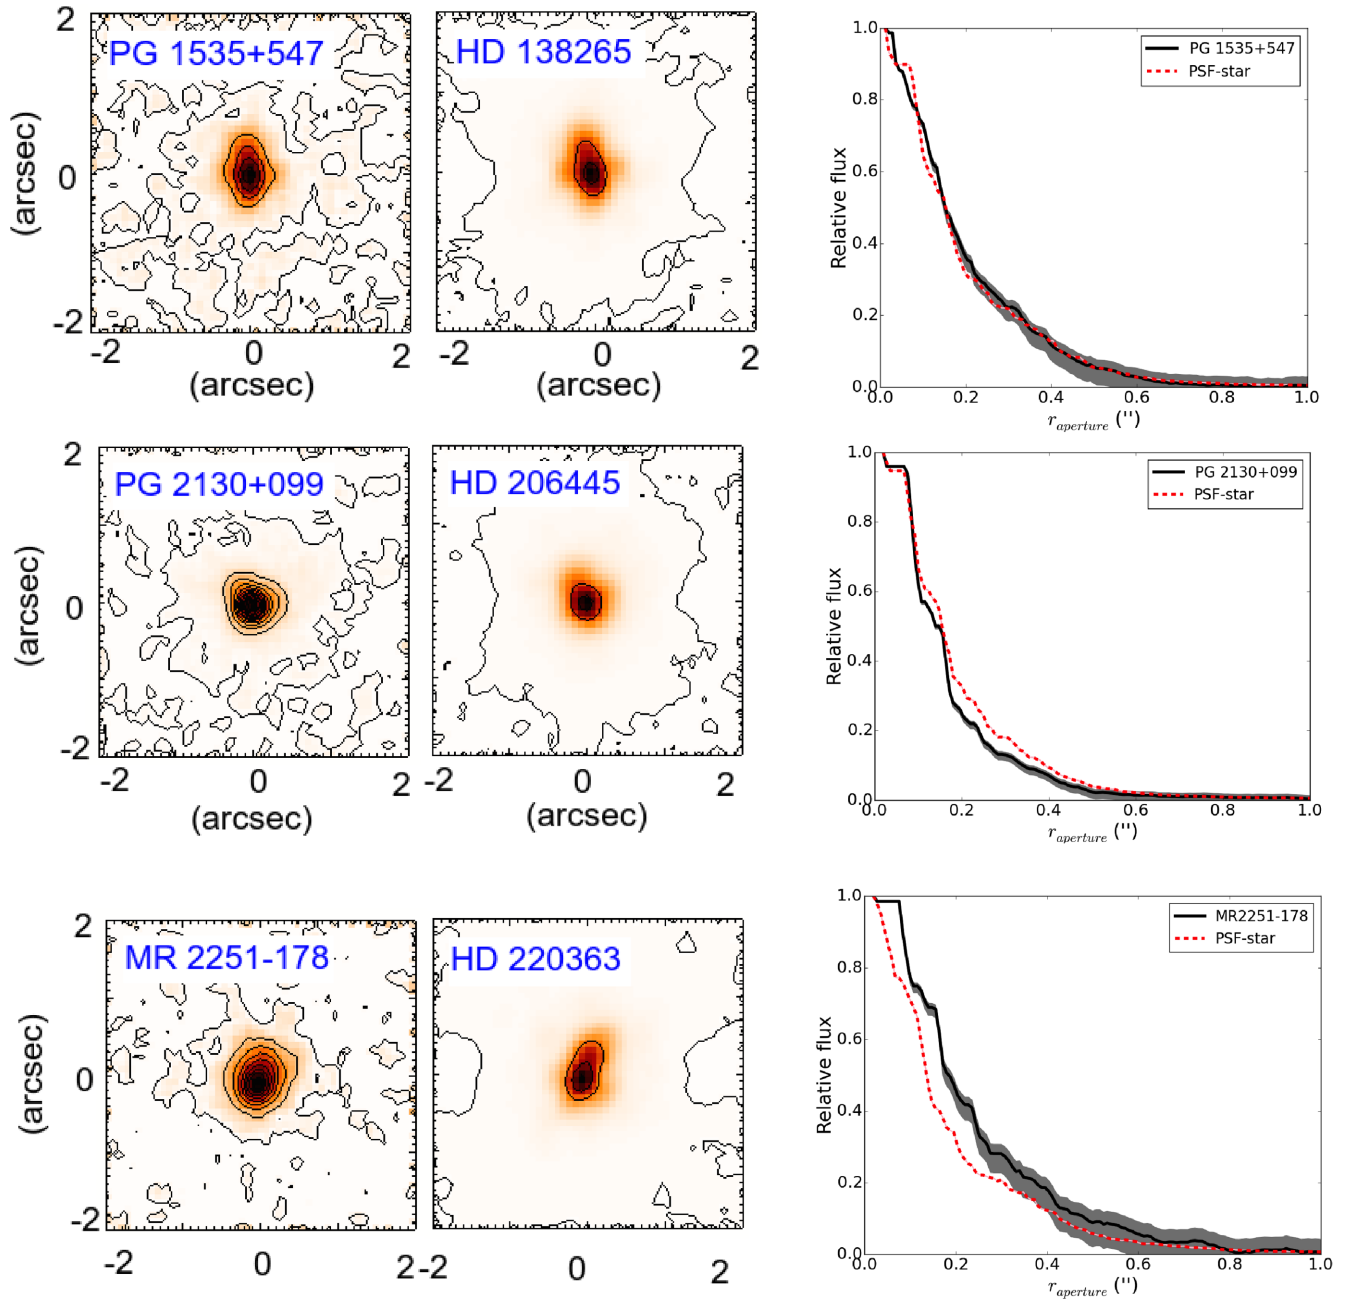 2
PG 1535+547
HD 138265
(arcsec)
0
-2
-2 0 2
-2 0 2
(arcsec)
(arcsec)
1.0
0.8
0.6
0.4
0.2
0.0
Relative flux
PG 1535+547
PSF-star
0.0 0.2 0.4 0.6 0.8 1.0
r_aperture ('')
2
PG 2130+099
HD 206445
(arcsec)
0
-2
-2 0 2
-2 0 2
(arcsec)
(arcsec)
1.0
0.8
0.6
0.4
0.2
0.0
Relative flux
PG 2130+099
PSF-star
0.0 0.2 0.4 0.6 0.8 1.0
r_aperture ('')
2
MR 2251-178
HD 220363
(arcsec)
0
-2
-2 0 2
-2 0 2
1.0
0.8
0.6
0.4
0.2
0.0
Relative flux
MR2251-178
PSF-star
0.0 0.2 0.4 0.6 0.8 1.0
r_aperture ('')